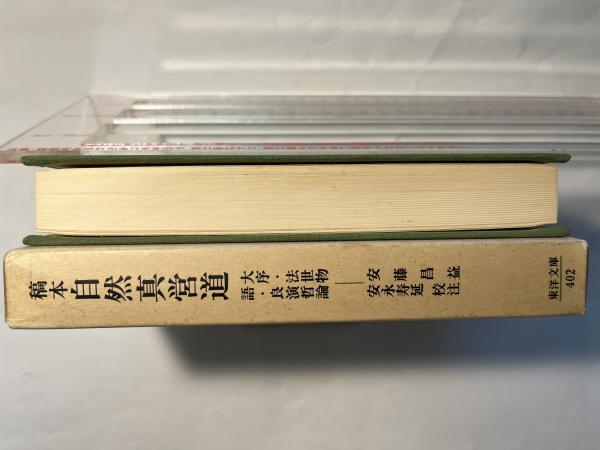 稿本
自然真営道
大序・法世物
語・良演哲論
安藤昌益
安永寿延校注
東洋文庫
402